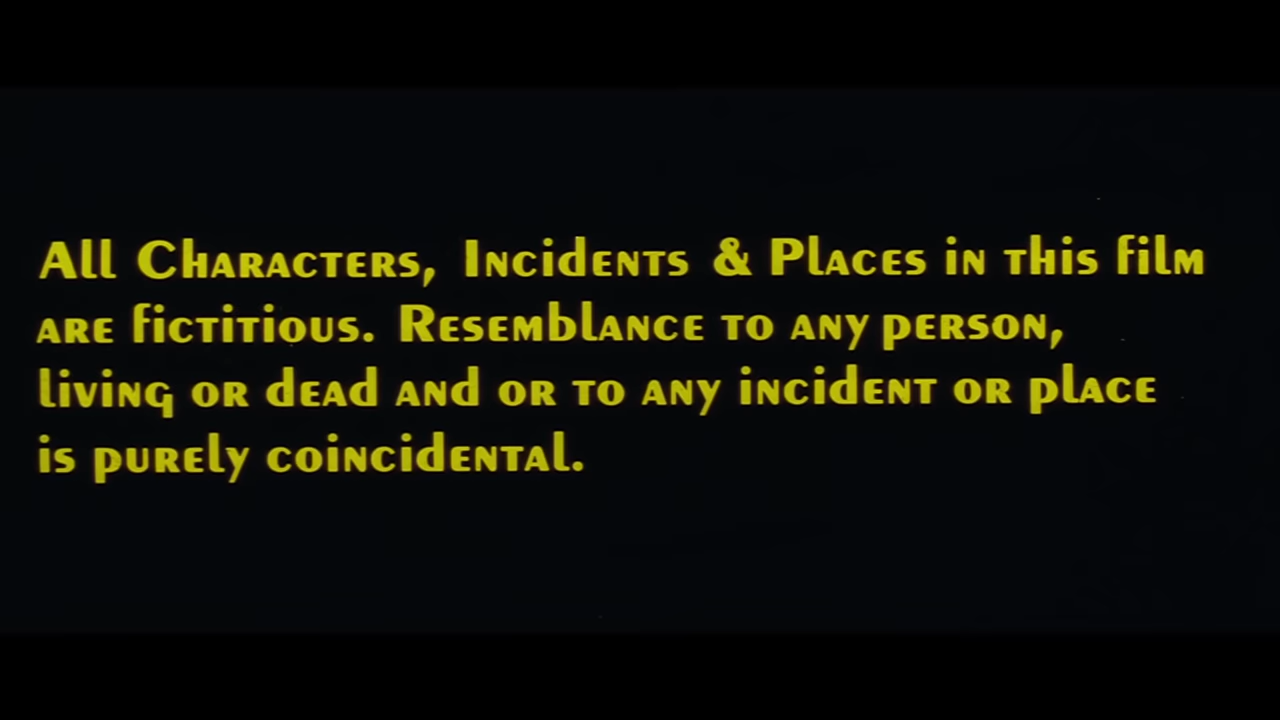 All Characters, Incidents & Places in this film
are fictitious. Resemblance to any person,
living or dead and or to any incident or place
is purely coincidental.